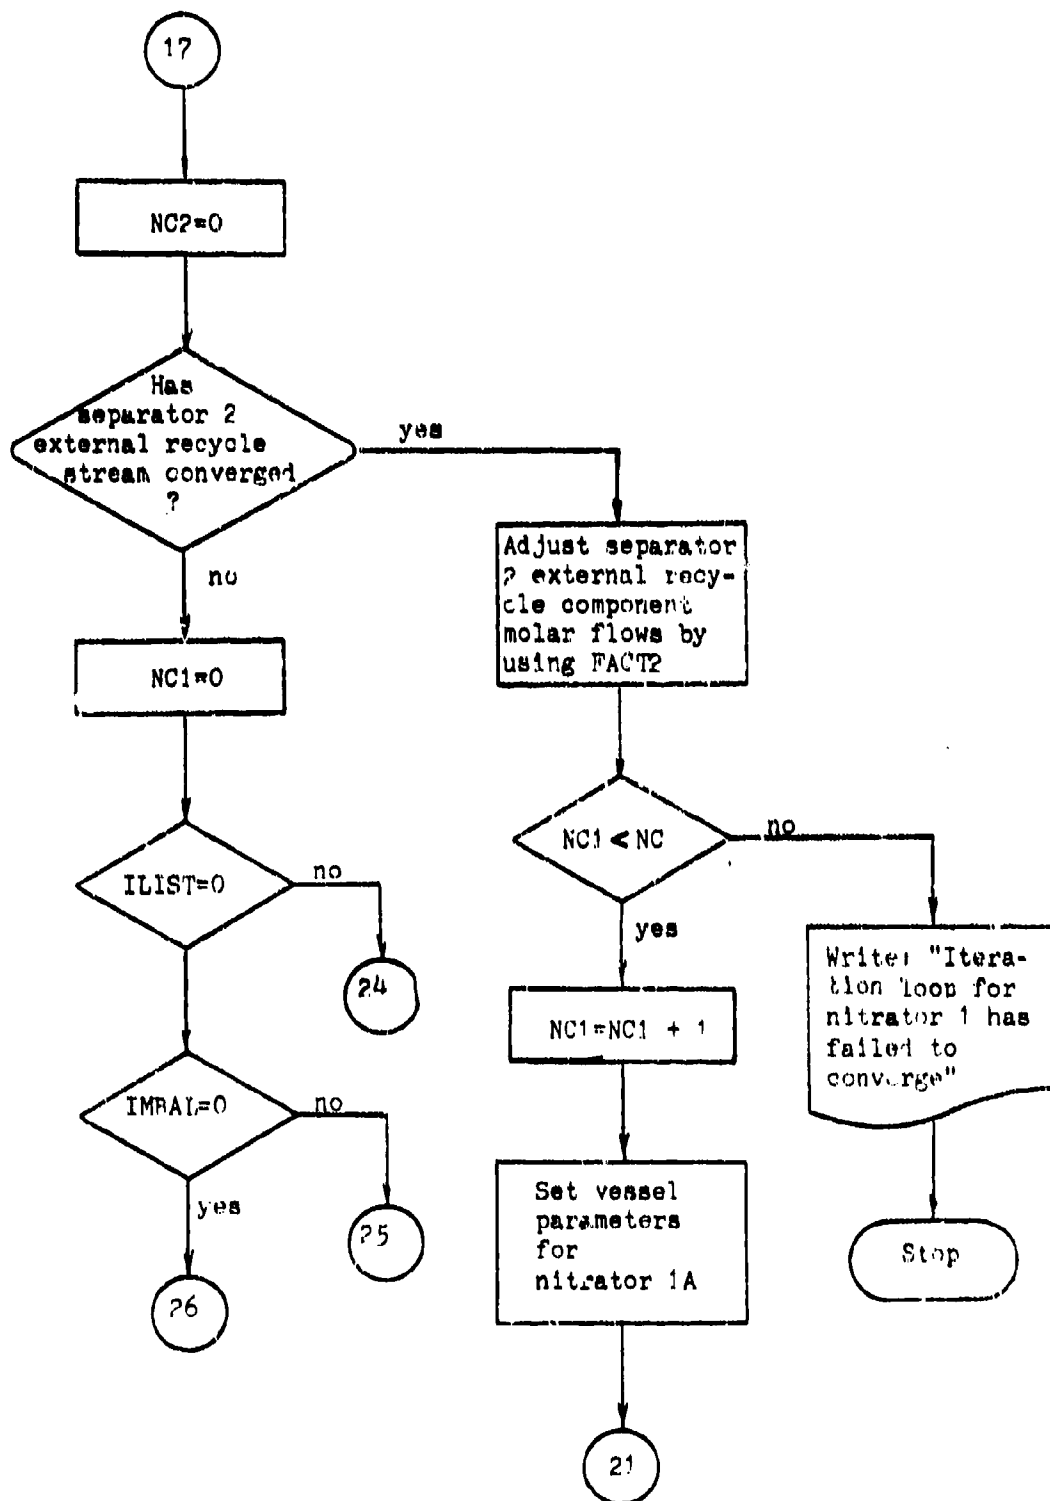 17
NC2=0
Has
separator 2
external recycle
stream converged
?
yes
no
Adjust separator
2 external recy-
cle component
molar flows by
using FACT2
NC1=0
NC1 < NC
no
yes
ILIST=0
no
24
Write: "Itera-
tion loop for
nitrator 1 has
failed to
converge"
NC1=NC1 + 1
IMBAL=0
no
yes
25
26
Set vessel
parameters
for
nitrator 1A
Stop
21